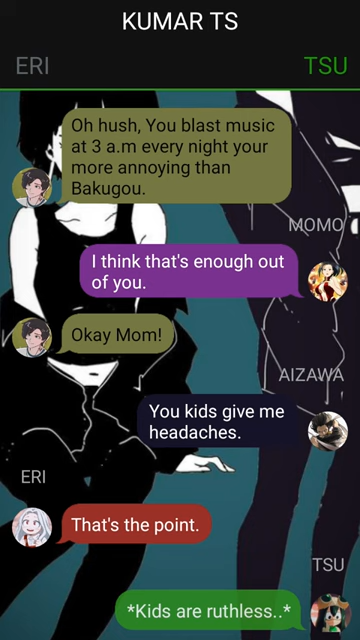 KUMAR TS
ERI
TSU
Oh hush, You blast music
at 3 a.m every night your
more annoying than
Bakugou.
MOMO
I think that's enough out
of you.
Okay Mom!
AIZAWA
You kids give me
headaches.
ERI
That's the point.
TSU
*Kids are ruthless..*